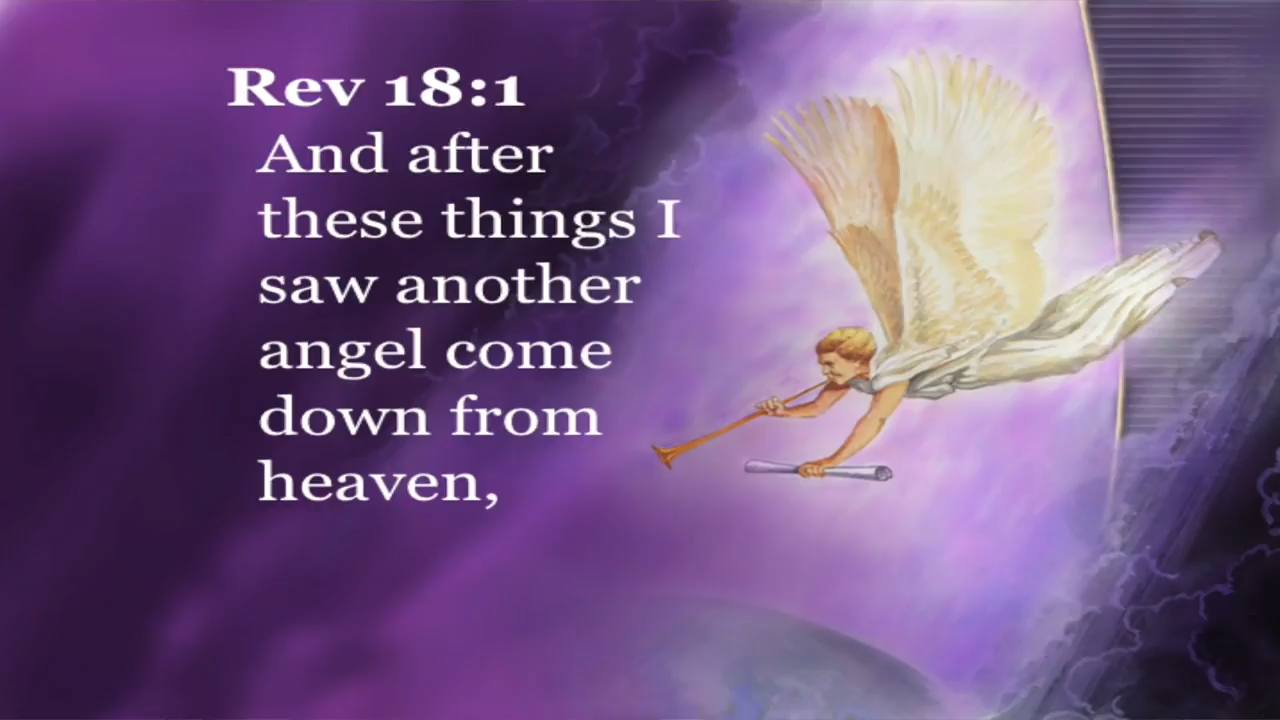 Rev 18:1
And after
these things I
saw another
angel come
down from
heaven,